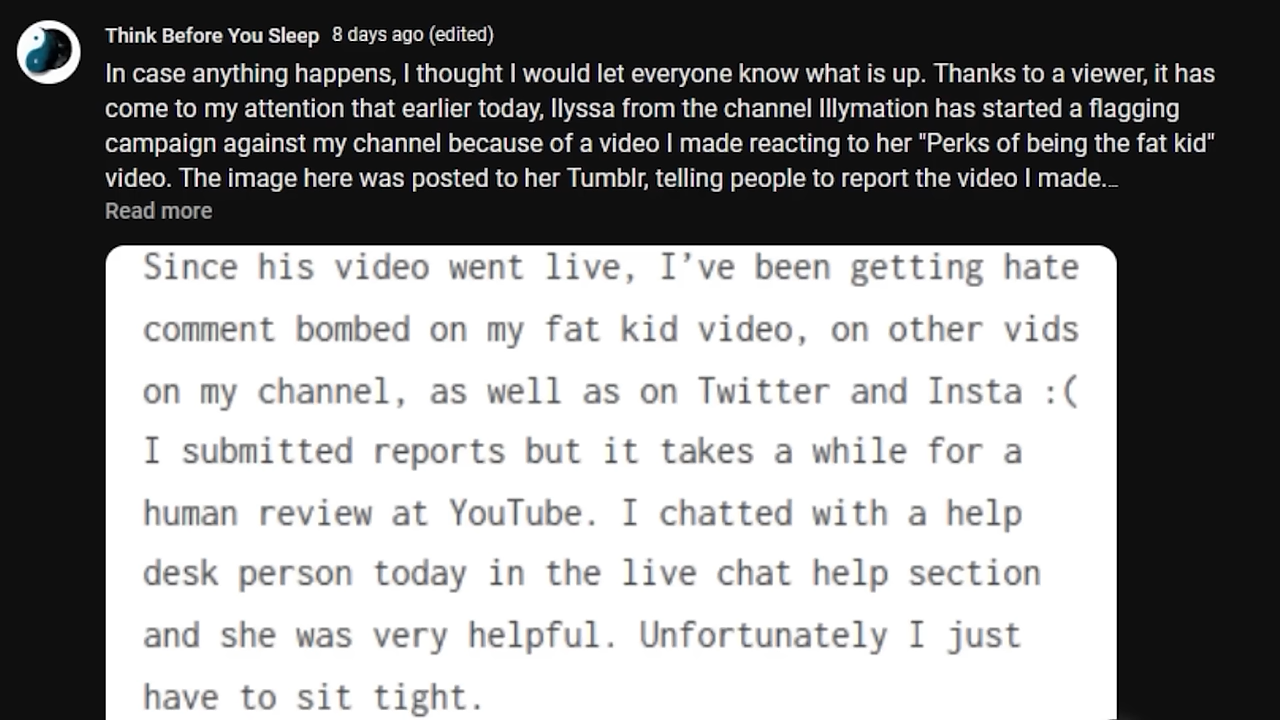 Think Before You Sleep 8 days ago (edited)
In case anything happens, I thought I would let everyone know what is up. Thanks to a viewer, it has
come to my attention that earlier today, Ilyssa from the channel Illymation has started a flagging
campaign against my channel because of a video I made reacting to her "Perks of being the fat kid"
video. The image here was posted to her Tumblr, telling people to report the video I made...
Read more
Since his video went live, I’ve been getting hate
comment bombed on my fat kid video, on other vids
on my channel, as well as on Twitter and Insta :(
I submitted reports but it takes a while for a
human review at YouTube. I chatted with a help
desk person today in the live chat help section
and she was very helpful. Unfortunately I just
have to sit tight.